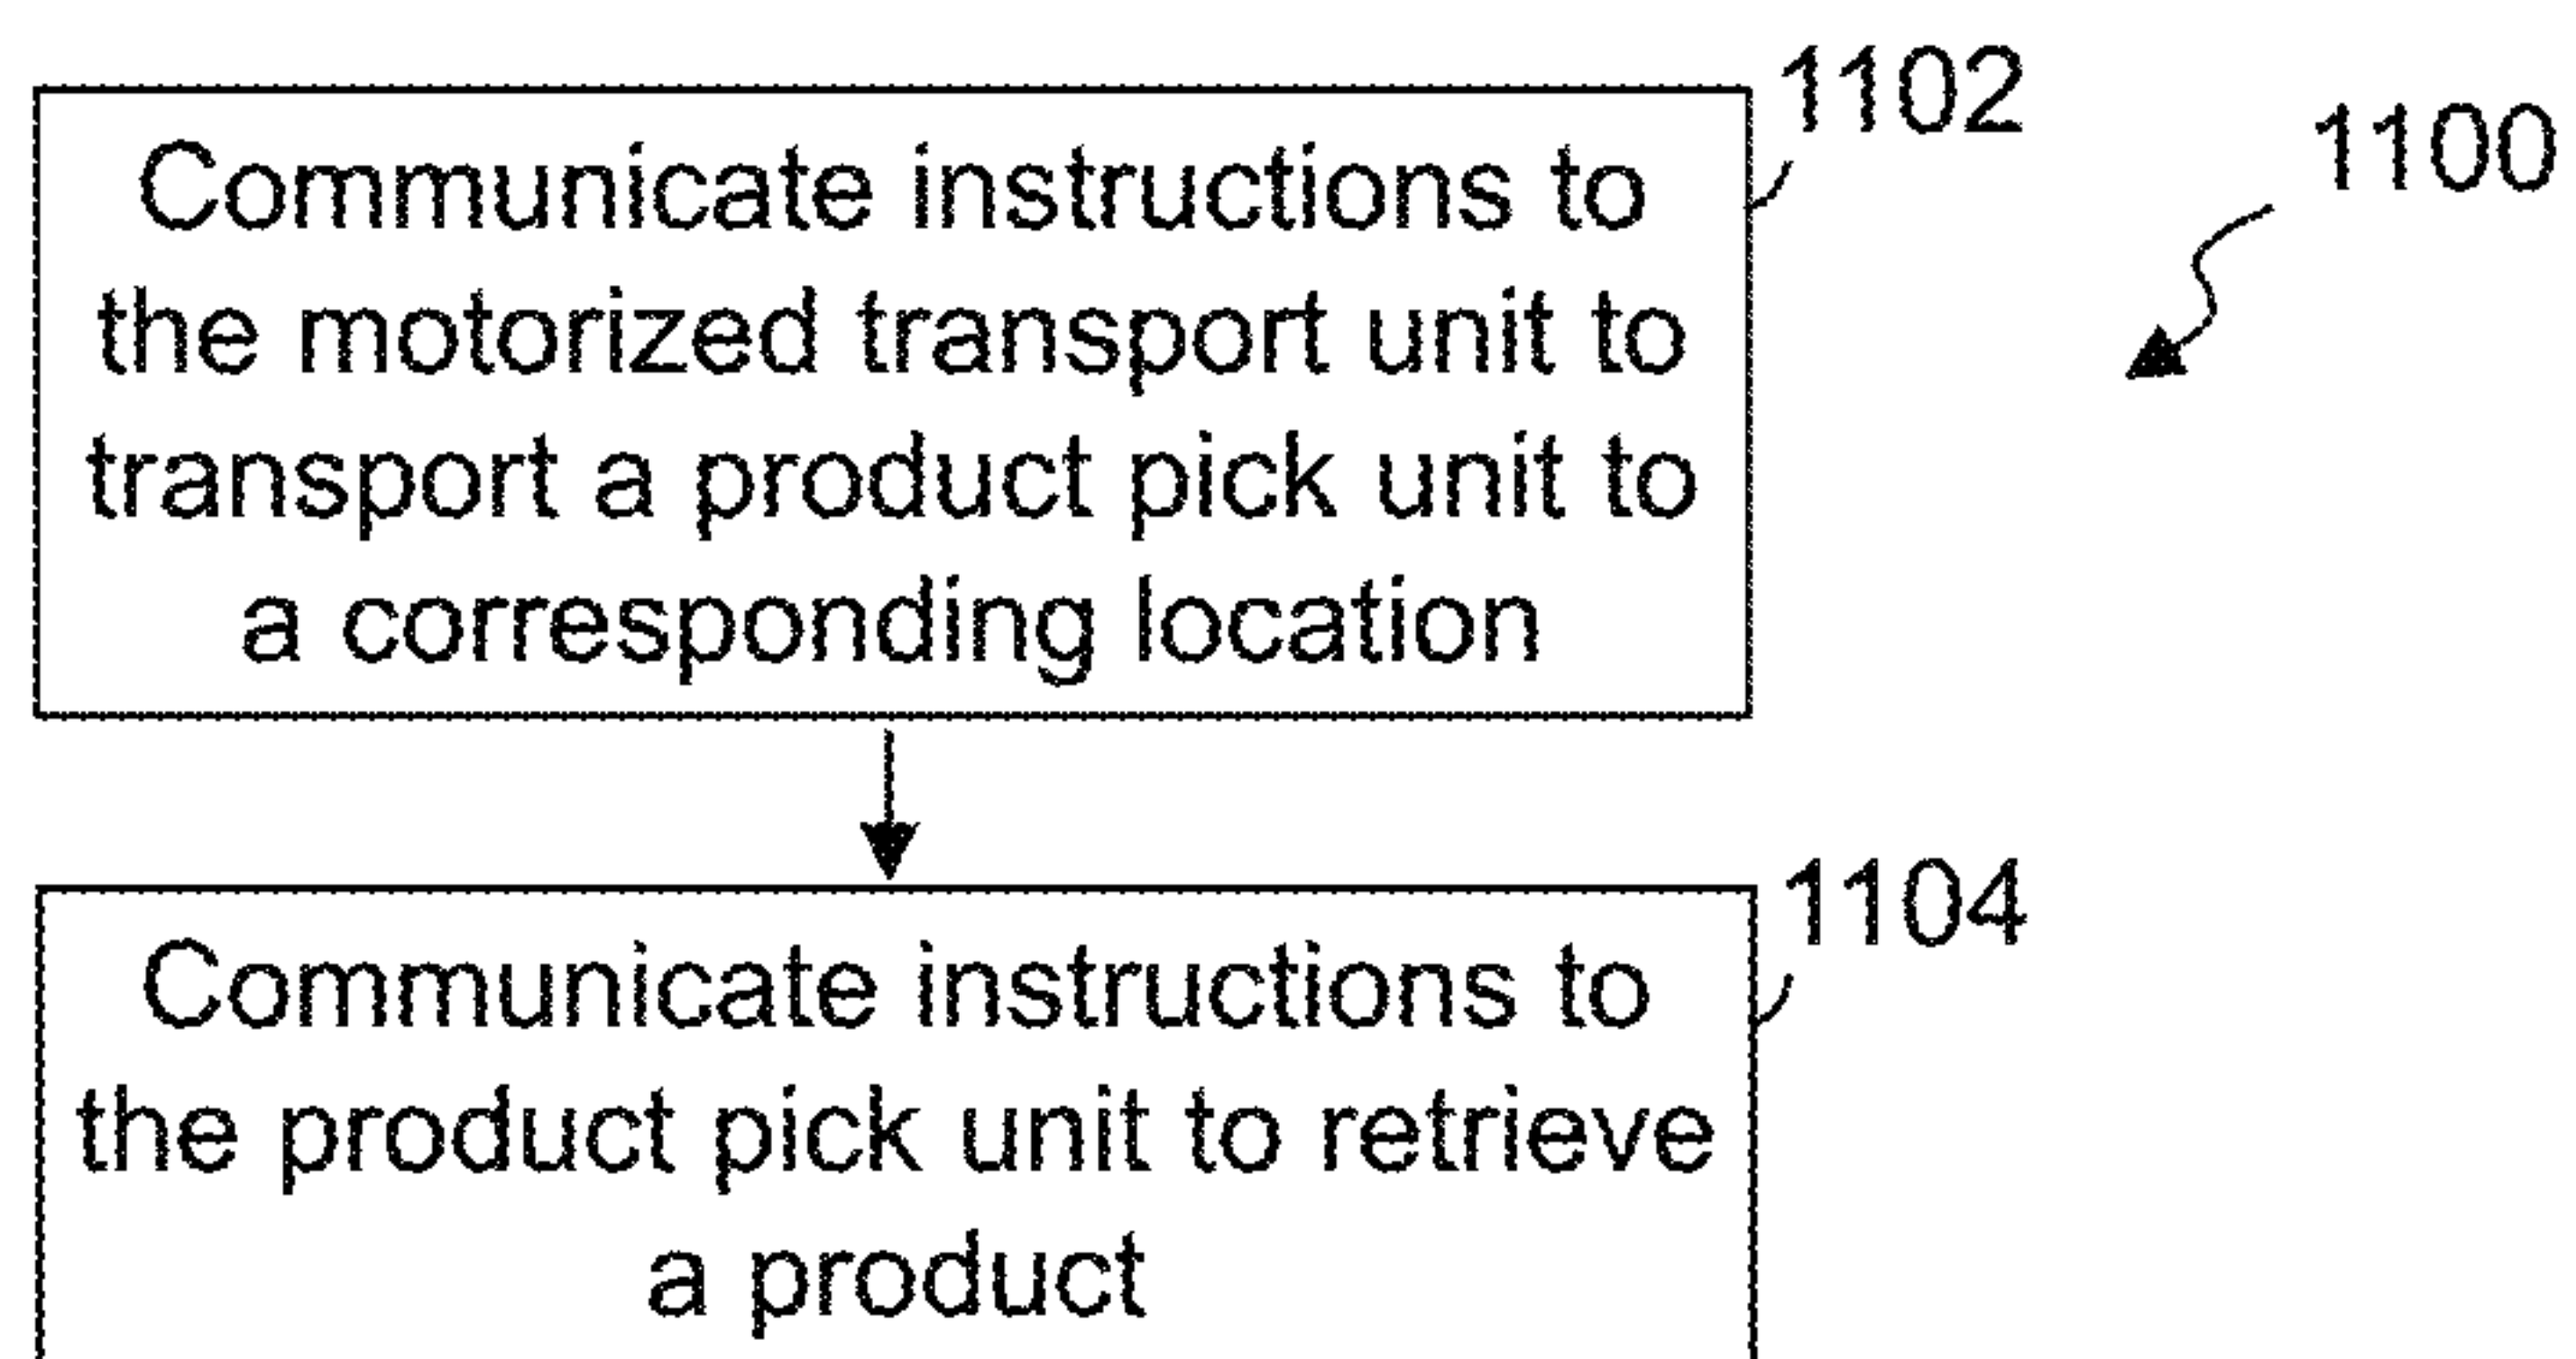 1102
1100
Communicate instructions to
the motorized transport unit to
transport a product pick unit to
a corresponding location
1104
Communicate instructions to
the product pick unit to retrieve
a product